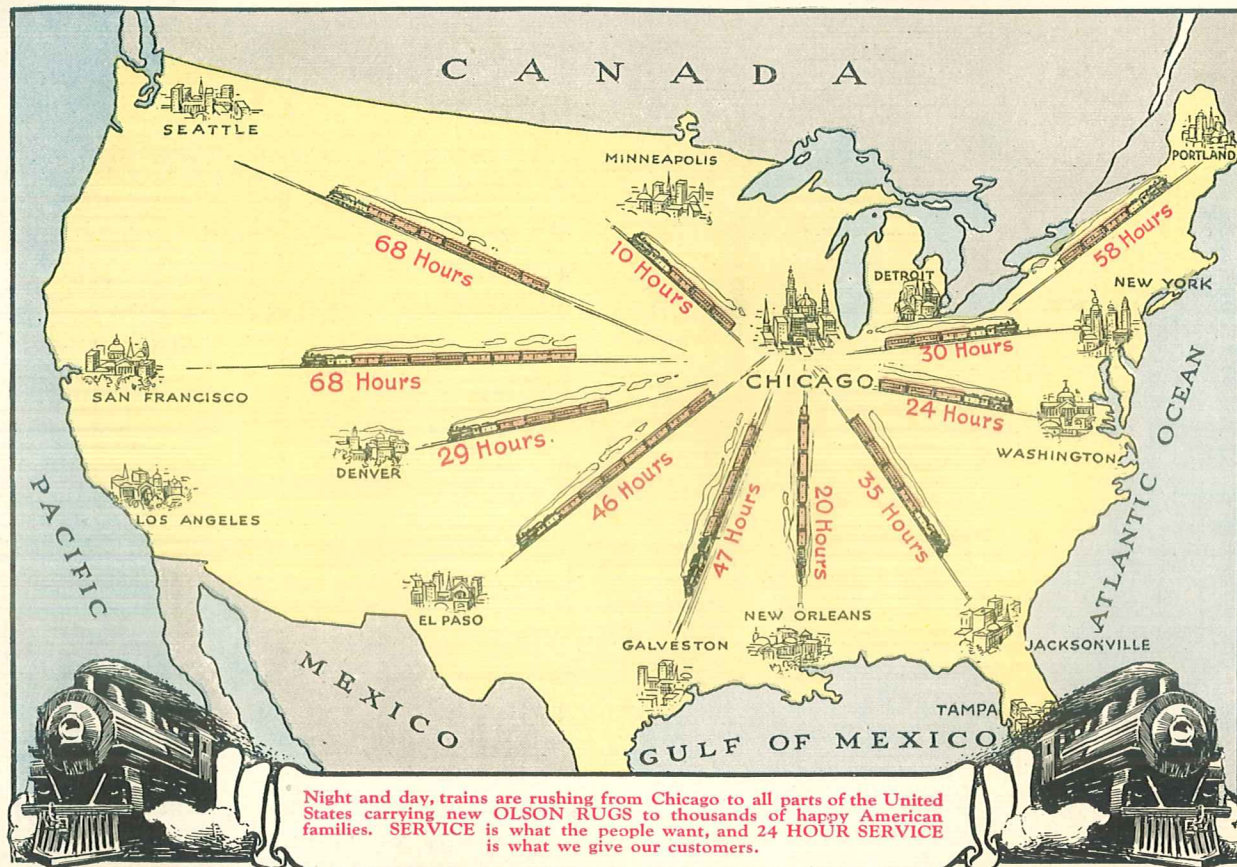 CANADA
SEATTLE
MINNEAPOLIS
PORTLAND
68 Hours
10 Hours
58 Hours
DETROIT
NEW YORK
30 Hours
CHICAGO
68 Hours
SAN FRANCISCO
24 Hours
WASHINGTON
29 Hours
DENVER
46 Hours
47 Hours
20 Hours
35 Hours
LOS ANGELES
PACIFIC
ATLANTIC OCEAN
EL PASO
NEW ORLEANS
GALVESTON
JACKSONVILLE
MEXICO
TAMPA
GULF OF MEXICO
Night and day, trains are rushing from Chicago to all parts of the United
States carrying new OLSON RUGS to thousands of happy American
families. SERVICE is what the people want, and 24 HOUR SERVICE
is what we give our customers.